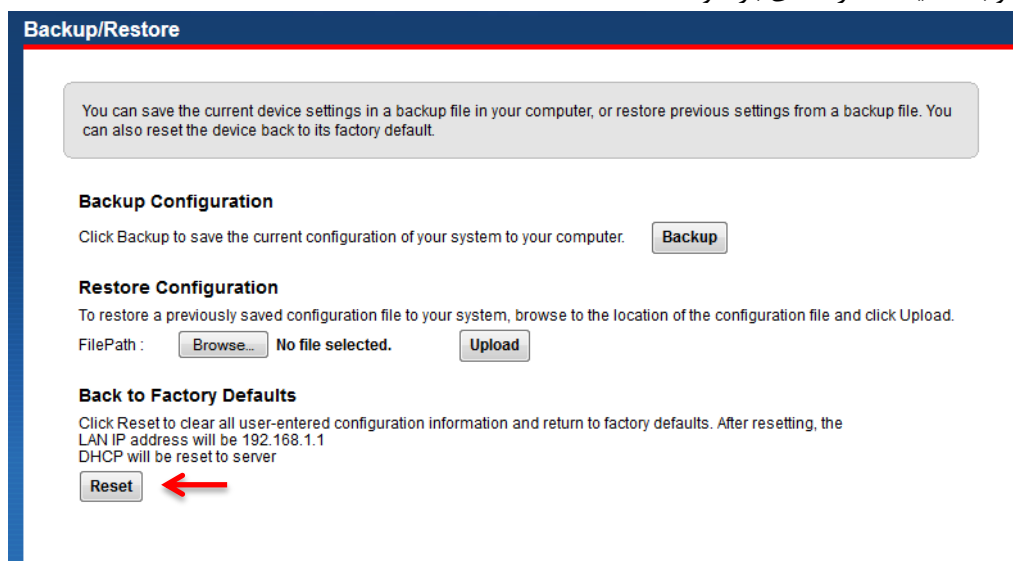 Backup/Restore
You can save the current device settings in a backup file in your computer, or restore previous settings from a backup file. You
can also reset the device back to its factory default.
Backup Configuration
Click Backup to save the current configuration of your system to your computer. Backup
Restore Configuration
To restore a previously saved configuration file to your system, browse to the location of the configuration file and click Upload.
FilePath : Browse... No file selected. Upload
Back to Factory Defaults
Click Reset to clear all user-entered configuration information and return to factory defaults. After resetting, the
LAN IP address will be 192.168.1.1
DHCP will be reset to server
Reset